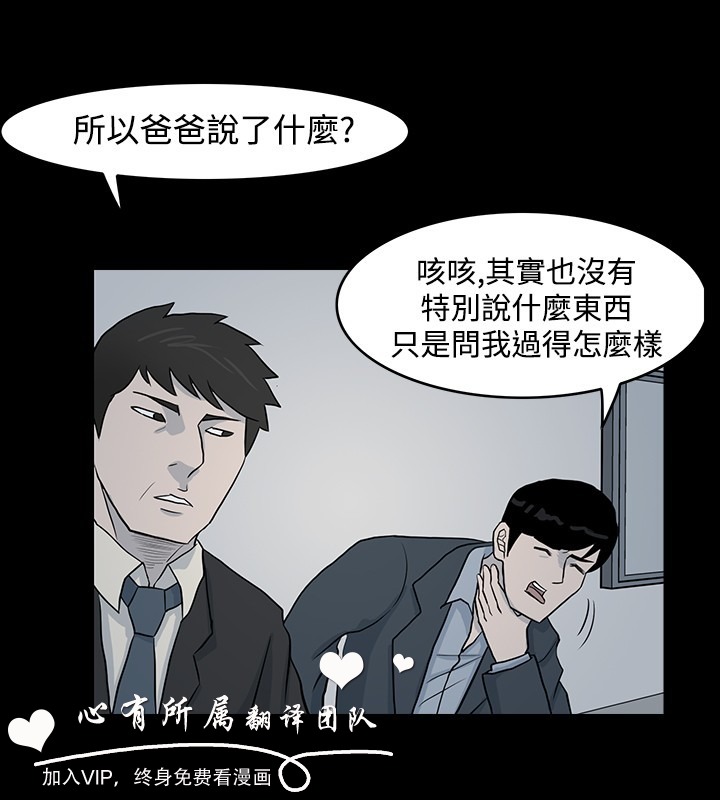 所以爸爸說了什麼?
咳咳,其實也沒有
特別說什麼東西
只是問我過得怎麼樣
心有所属翻译团队
加入VIP，终身免费看漫画